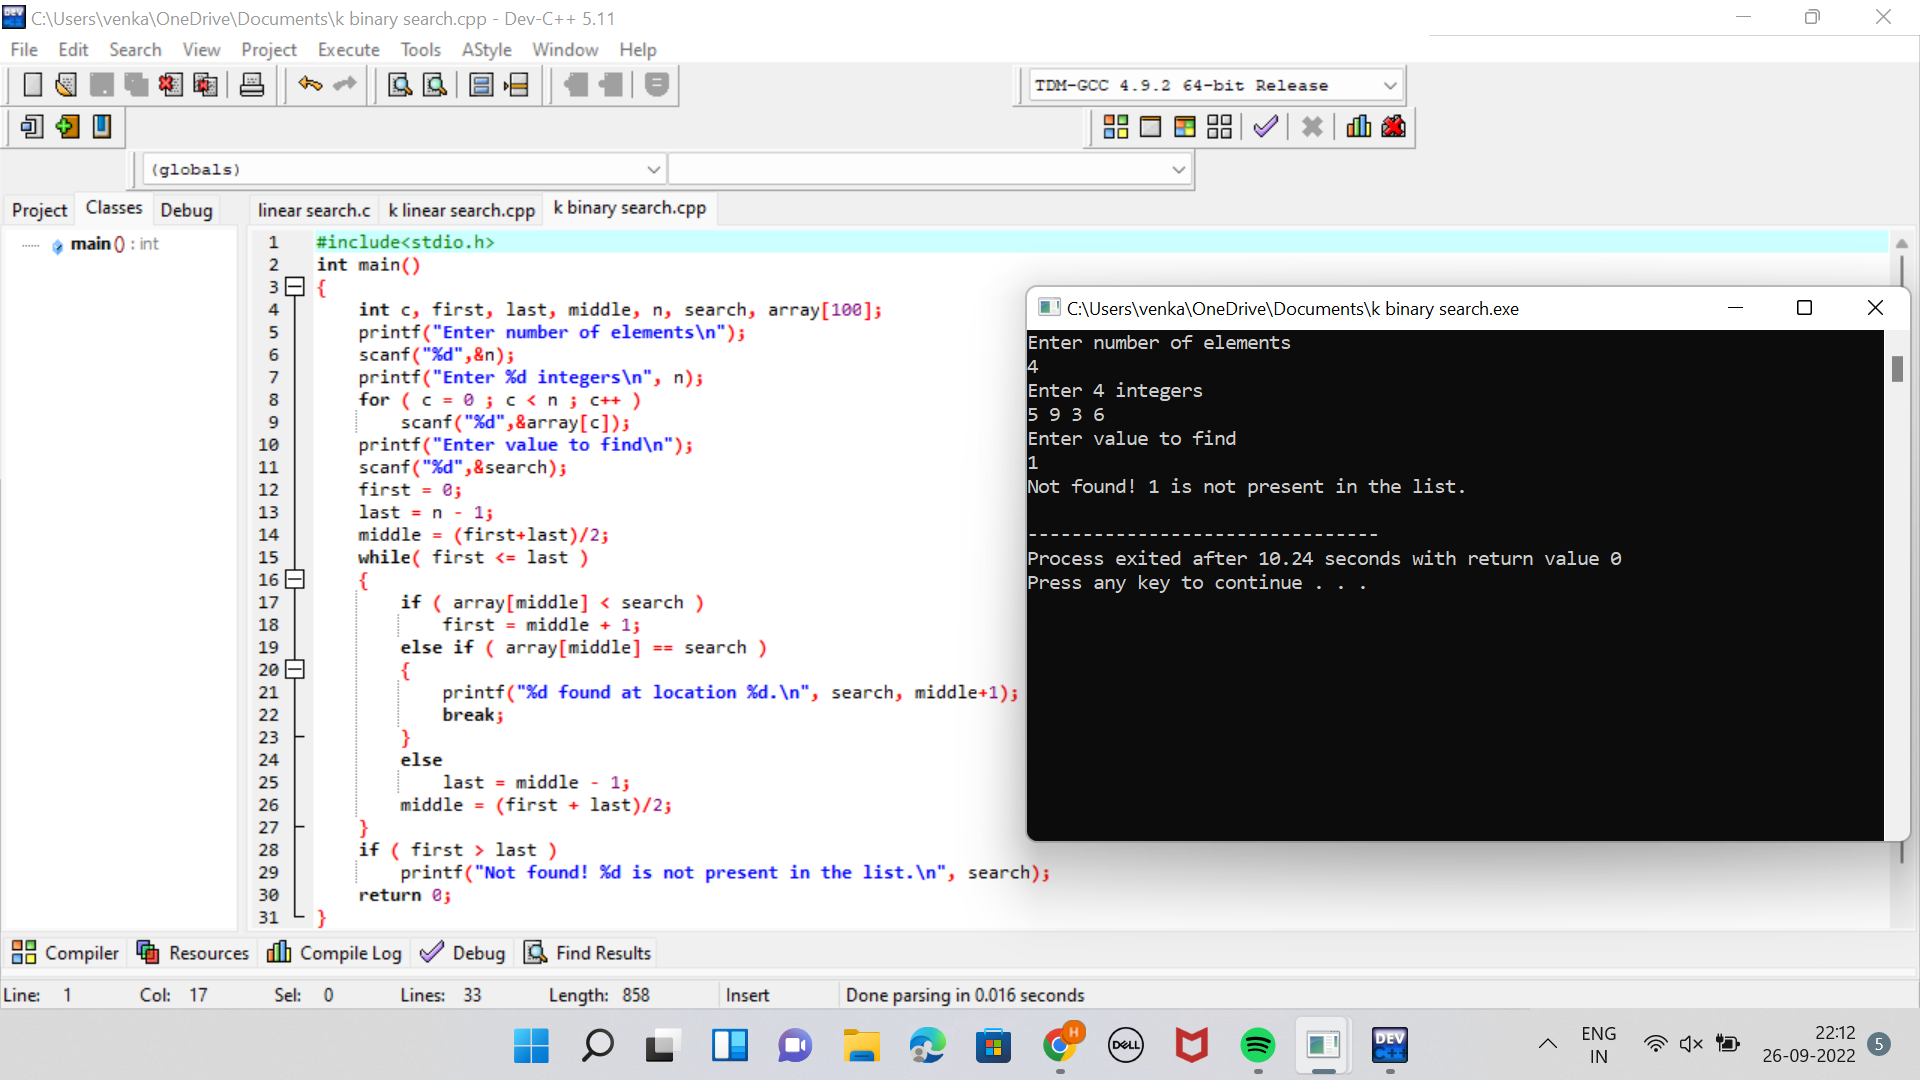 C:\Users\venka\OneDrive\Documents\k binary search.cpp - Dev-C++ 5.11
File Edit Search View Project Execute Tools AStyle Window Help
TDM-GCC 4.9.2 64-bit Release
(globals)
Project Classes Debug linear search.c k linear search.cpp k binary search.cpp
main () : int
1 #include<stdio.h>
2 int main()
3 {
4 int c, first, last, middle, n, search, array[100];
5 printf("Enter number of elements\n");
6 scanf("%d",&n);
7 printf("Enter %d integers\n", n);
8 for ( c = 0 ; c < n ; c++ )
9 scanf("%d",&array[c]);
10 printf("Enter value to find\n");
11 scanf("%d",&search);
12 first = 0;
13 last = n - 1;
14 middle = (first+last)/2;
15 while( first <= last )
16 {
17 if ( array[middle] < search )
18 first = middle + 1;
19 else if ( array[middle] == search )
20 {
21 printf("%d found at location %d.\n", search, middle+1);
22 break;
23 }
24 else
25 last = middle - 1;
26 middle = (first + last)/2;
27 }
28 if ( first > last )
29 printf("Not found! %d is not present in the list.\n", search);
30 return 0;
31 }
C:\Users\venka\OneDrive\Documents\k binary search.exe
Enter number of elements
4
Enter 4 integers
5 9 3 6
Enter value to find
1
Not found! 1 is not present in the list.
--------------------------------
Process exited after 10.24 seconds with return value 0
Press any key to continue . . .
Compiler Resources Compile Log Debug Find Results
Line: 1 Col: 17 Sel: 0 Lines: 33 Length: 858 Insert Done parsing in 0.016 seconds
H
DELL
DEV C++
ENG
IN
22:12
26-09-2022
5